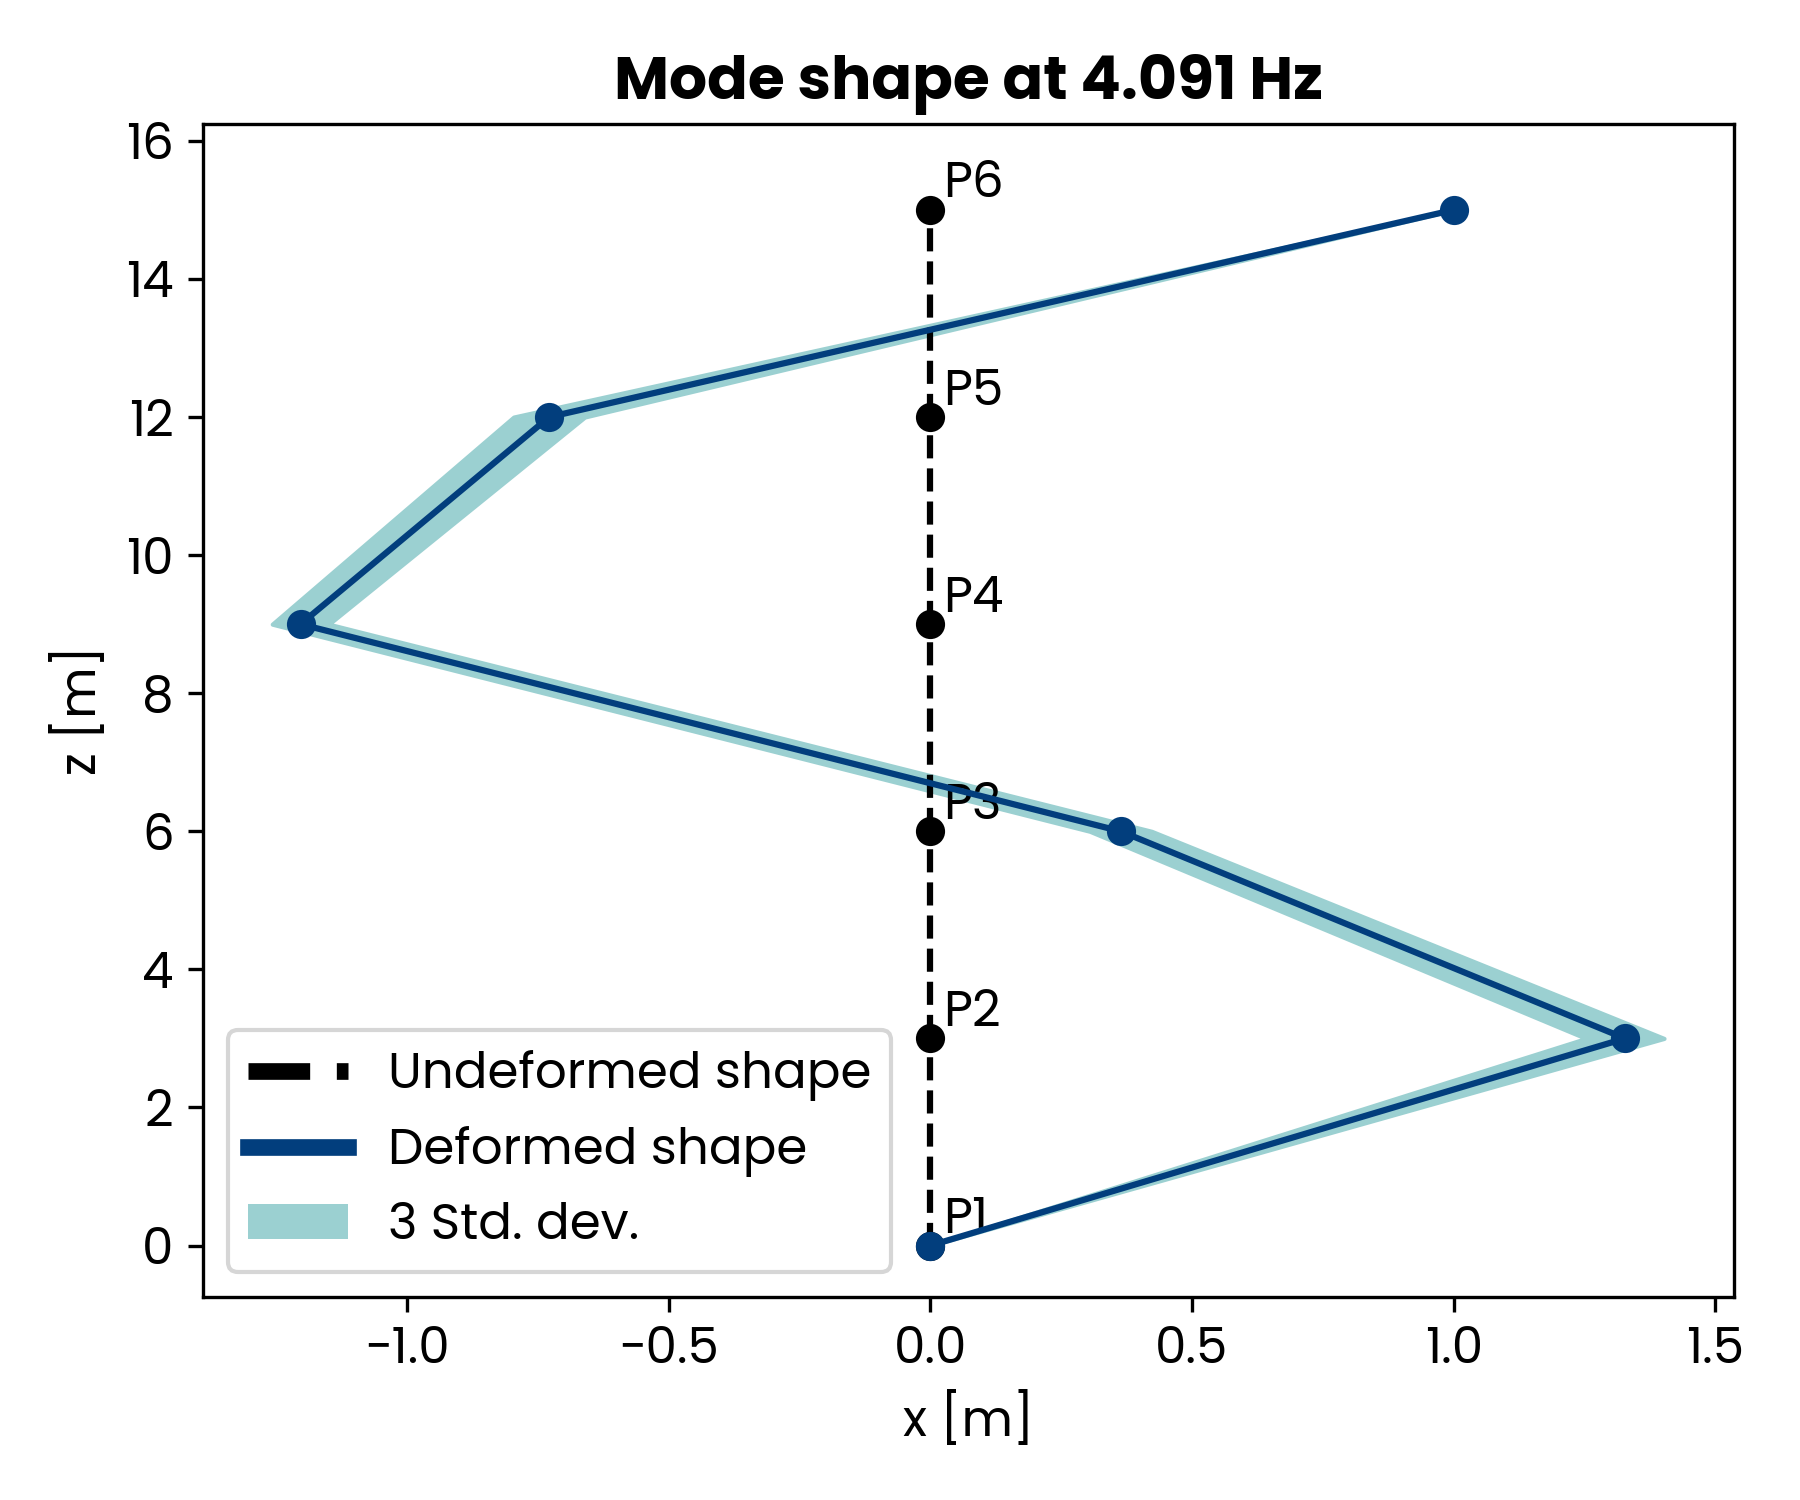 Mode shape at 4.091 Hz
16
14
12
10
8
6
4
2
0
z [m]
P6
P5
P4
P3
P2
P1
Undeformed shape
Deformed shape
3 Std. dev.
−1.0 −0.5 0.0 0.5 1.0 1.5
x [m]